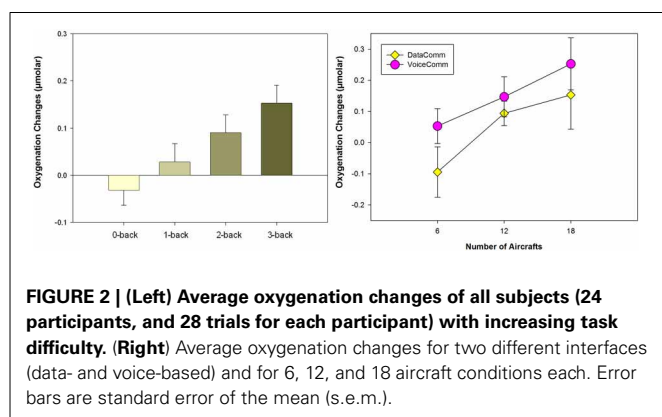 Oxygenation Changes (µmolar)
0.3
0.2
0.1
0.0
-0.1
0-back 1-back 2-back 3-back
Oxygenation Changes (µmolar)
0.3
0.2
0.1
0.0
-0.1
-0.2
DataComm
VoiceComm
6 12 18
Number of Aircrafts
FIGURE 2 | (Left) Average oxygenation changes of all subjects (24
participants, and 28 trials for each participant) with increasing task
difficulty. (Right) Average oxygenation changes for two different interfaces
(data- and voice-based) and for 6, 12, and 18 aircraft conditions each. Error
bars are standard error of the mean (s.e.m.).